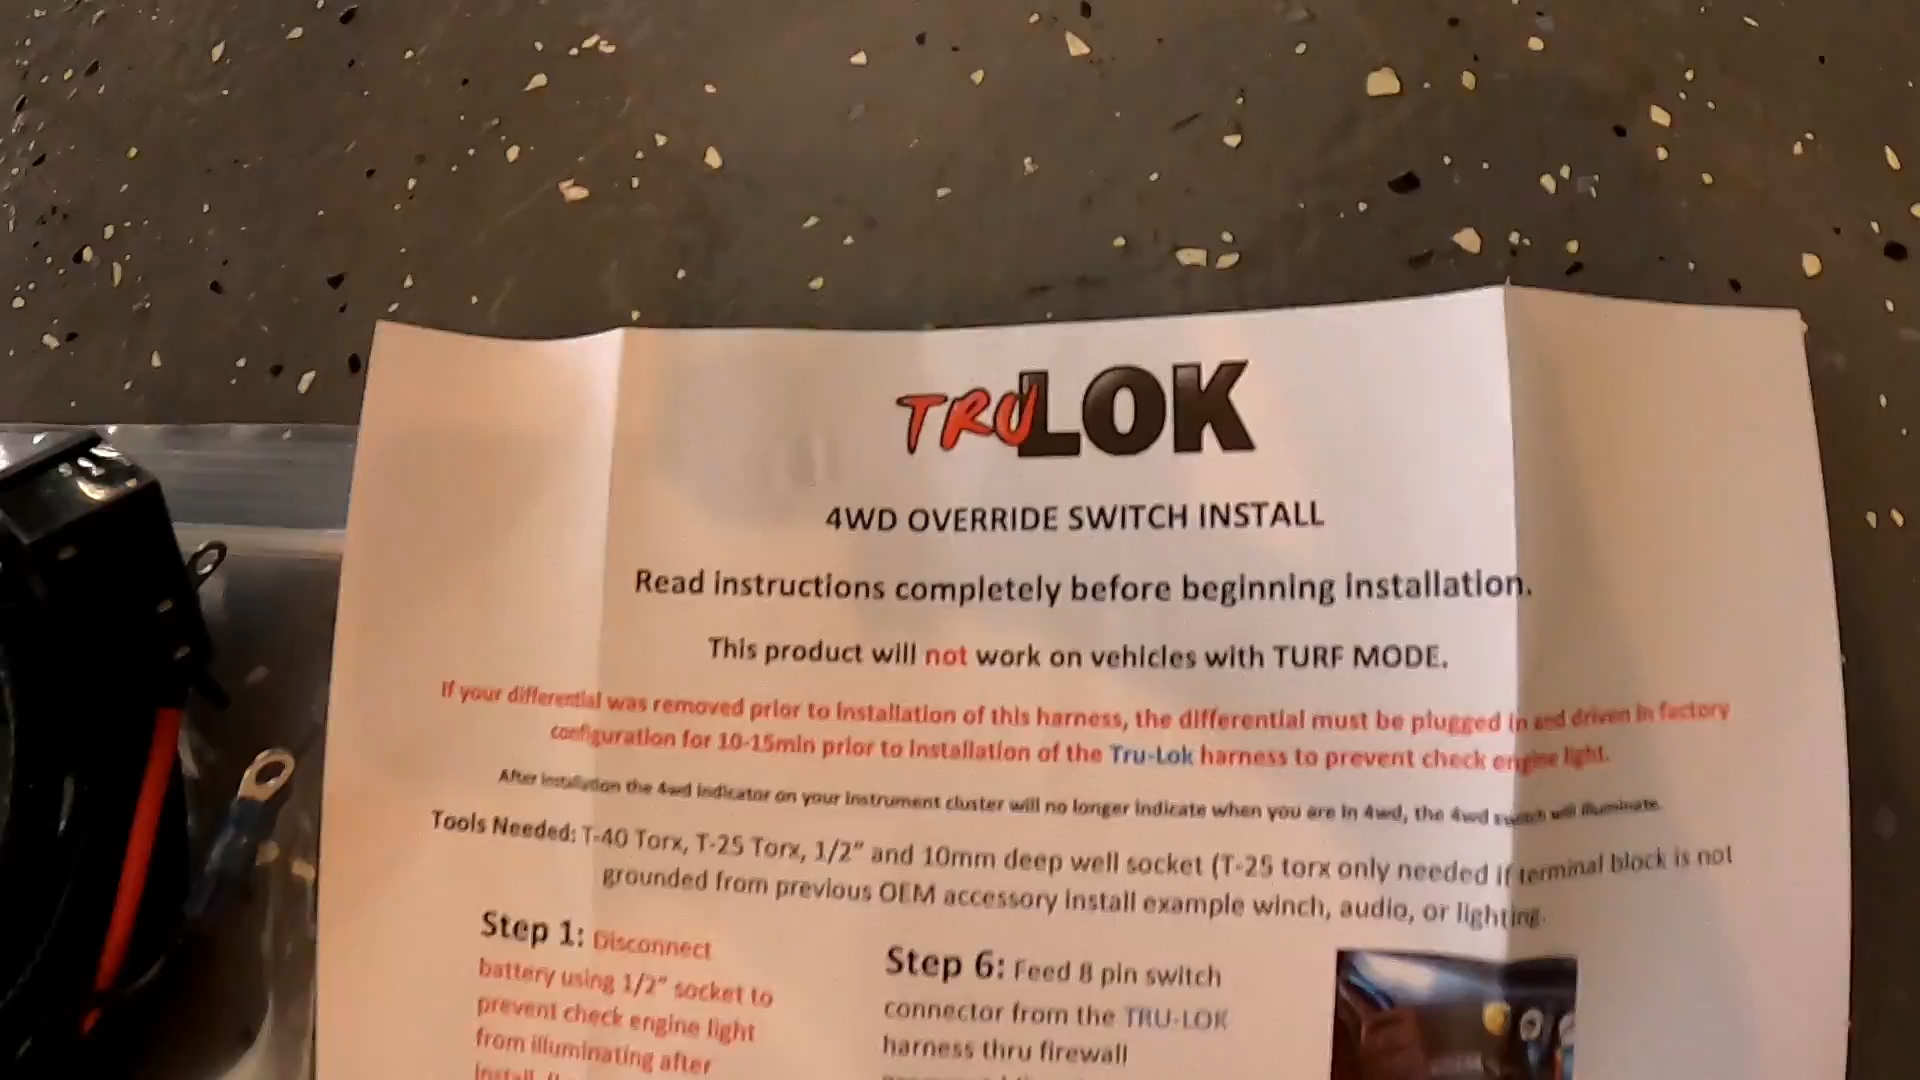 TRULOK
4WD OVERRIDE SWITCH INSTALL
Read instructions completely before beginning installation.
This product will not work on vehicles with TURF MODE.
If your differential was removed prior to installation of this harness, the differential must be plugged in and driven in factory
configuration for 10-15min prior to installation of the Tru-Lok harness to prevent check engine light.
After installation the 4wd indicator on your instrument cluster will no longer indicate when you are in 4wd, the 4wd switch will illuminate.
Tools Needed: T-40 Torx, T-25 Torx, 1/2" and 10mm deep well socket (T-25 torx only needed if terminal block is not
grounded from previous OEM accessory install example winch, audio, or lighting.
Step 1: Disconnect
battery using 1/2" socket to
prevent check engine light
from illuminating after
Step 6: Feed 8 pin switch
connector from the TRU-LOK
harness thru firewall